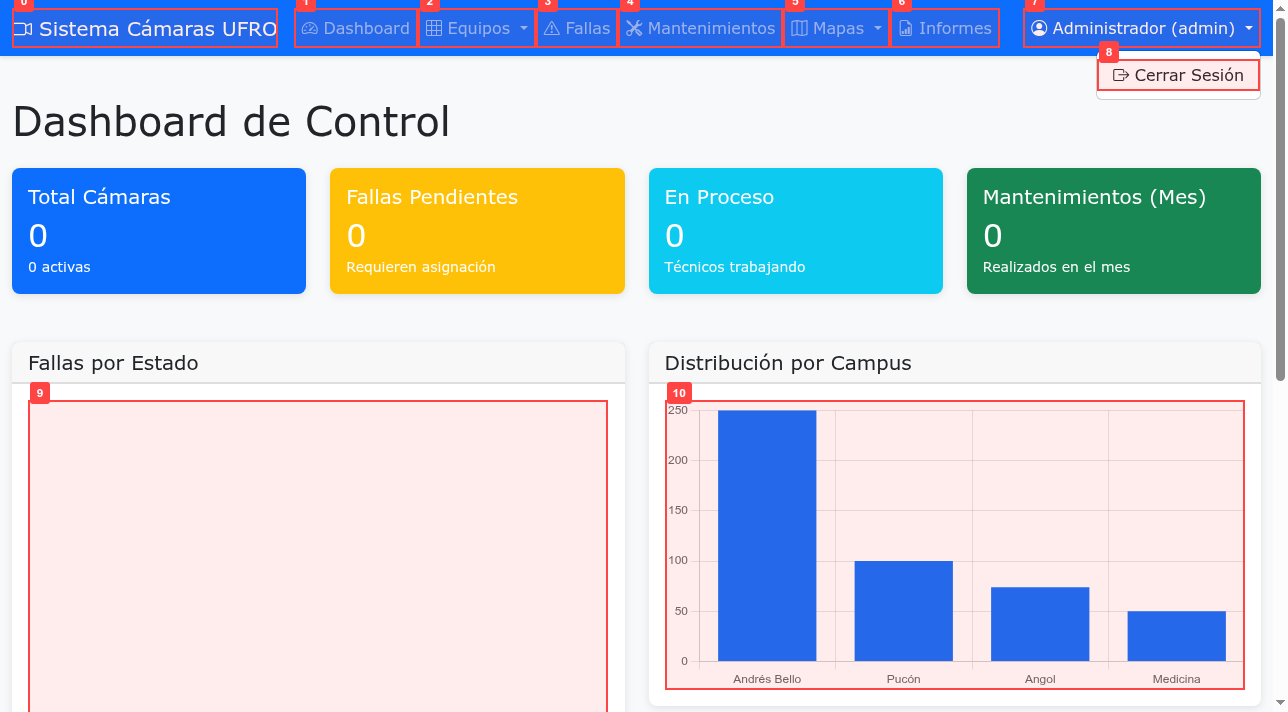 0 1 2 3 4 5 6 7
Sistema Cámaras UFRO Dashboard Equipos Fallas Mantenimientos Mapas Informes Administrador (admin)
8
Cerrar Sesión
Dashboard de Control
Total Cámaras
0
0 activas
Fallas Pendientes
0
Requieren asignación
En Proceso
0
Técnicos trabajando
Mantenimientos (Mes)
0
Realizados en el mes
Fallas por Estado
9
Distribución por Campus
10
250
200
150
100
50
0
Andrés Bello Pucón Angol Medicina